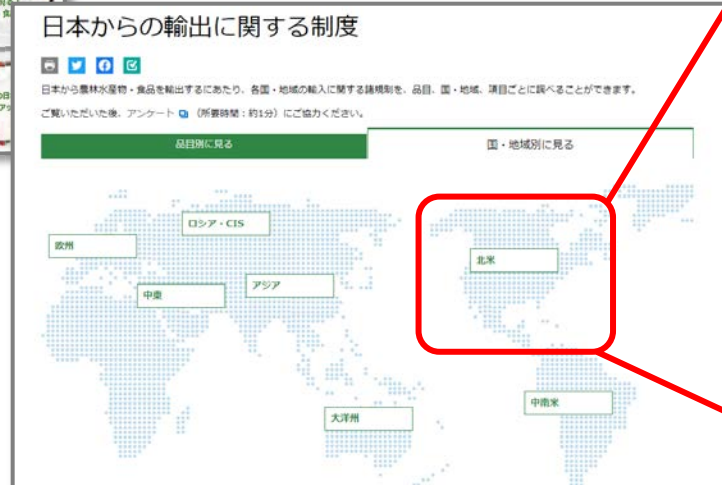 日本からの輸出に関する制度
日本から農林水産物・食品を輸出するにあたり、各国・地域の輸入に関する諸規制を、品目、国・地域、項目ごとに調べることができます。
ご覧いただいた後、アンケート（所要時間：約1分）にご協力ください。
品目別に見る 国・地域別に見る
ロシア・CIS
欧州
北米
アジア
中東
中南米
大洋州